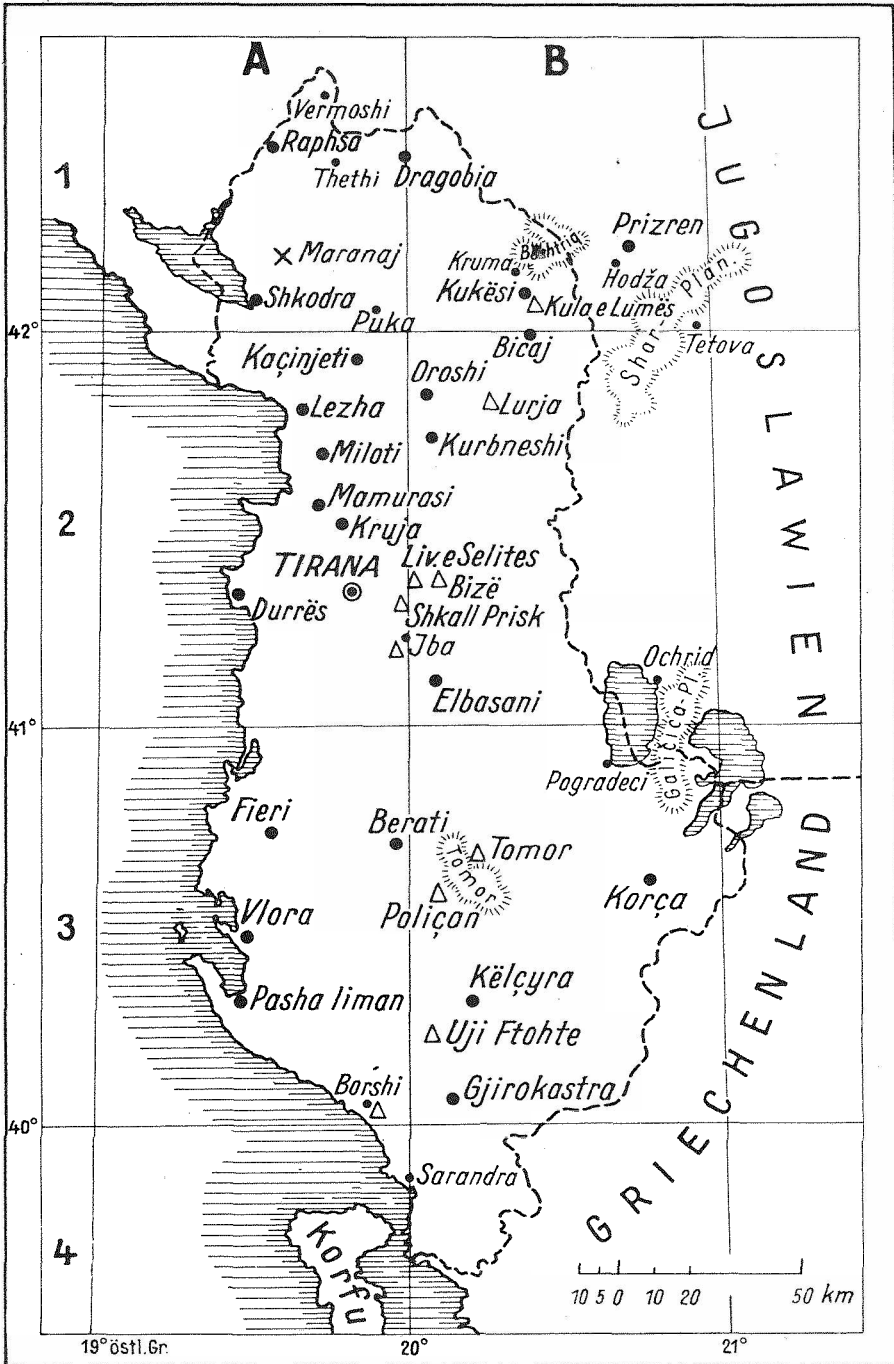 A
B
Vermoshi
Raphsa
1
Thethi
Dragobia
JUGOSLAWIEN
Prizren
Maranaj
Kruma
Hodža
Shar-Plan.
Kukësi
Shkodra
Kula e Lumës
Puka
42°
Bicaj
Tetova
Kaçinjeti
Oroshi
Lezha
Lurja
Miloti
Kurbneshi
Mamurasi
2
Kruja
Liv. e Selites
TIRANA
Bizë
Durrës
Shkall Prisk
Jba
Ochrid
Elbasani
Galičica-Pl.
41°
Pogradeci
Fieri
Berati
Tomor
Tomor
GRIECHENLAND
Korça
Poliçan
3
Vlora
Këlçyra
Pasha liman
Uji Ftohte
Borshi
Gjirokastra
40°
Sarandra
Korfu
4
10 5 0 10 20 50 km
19° östl. Gr.
20°
21°